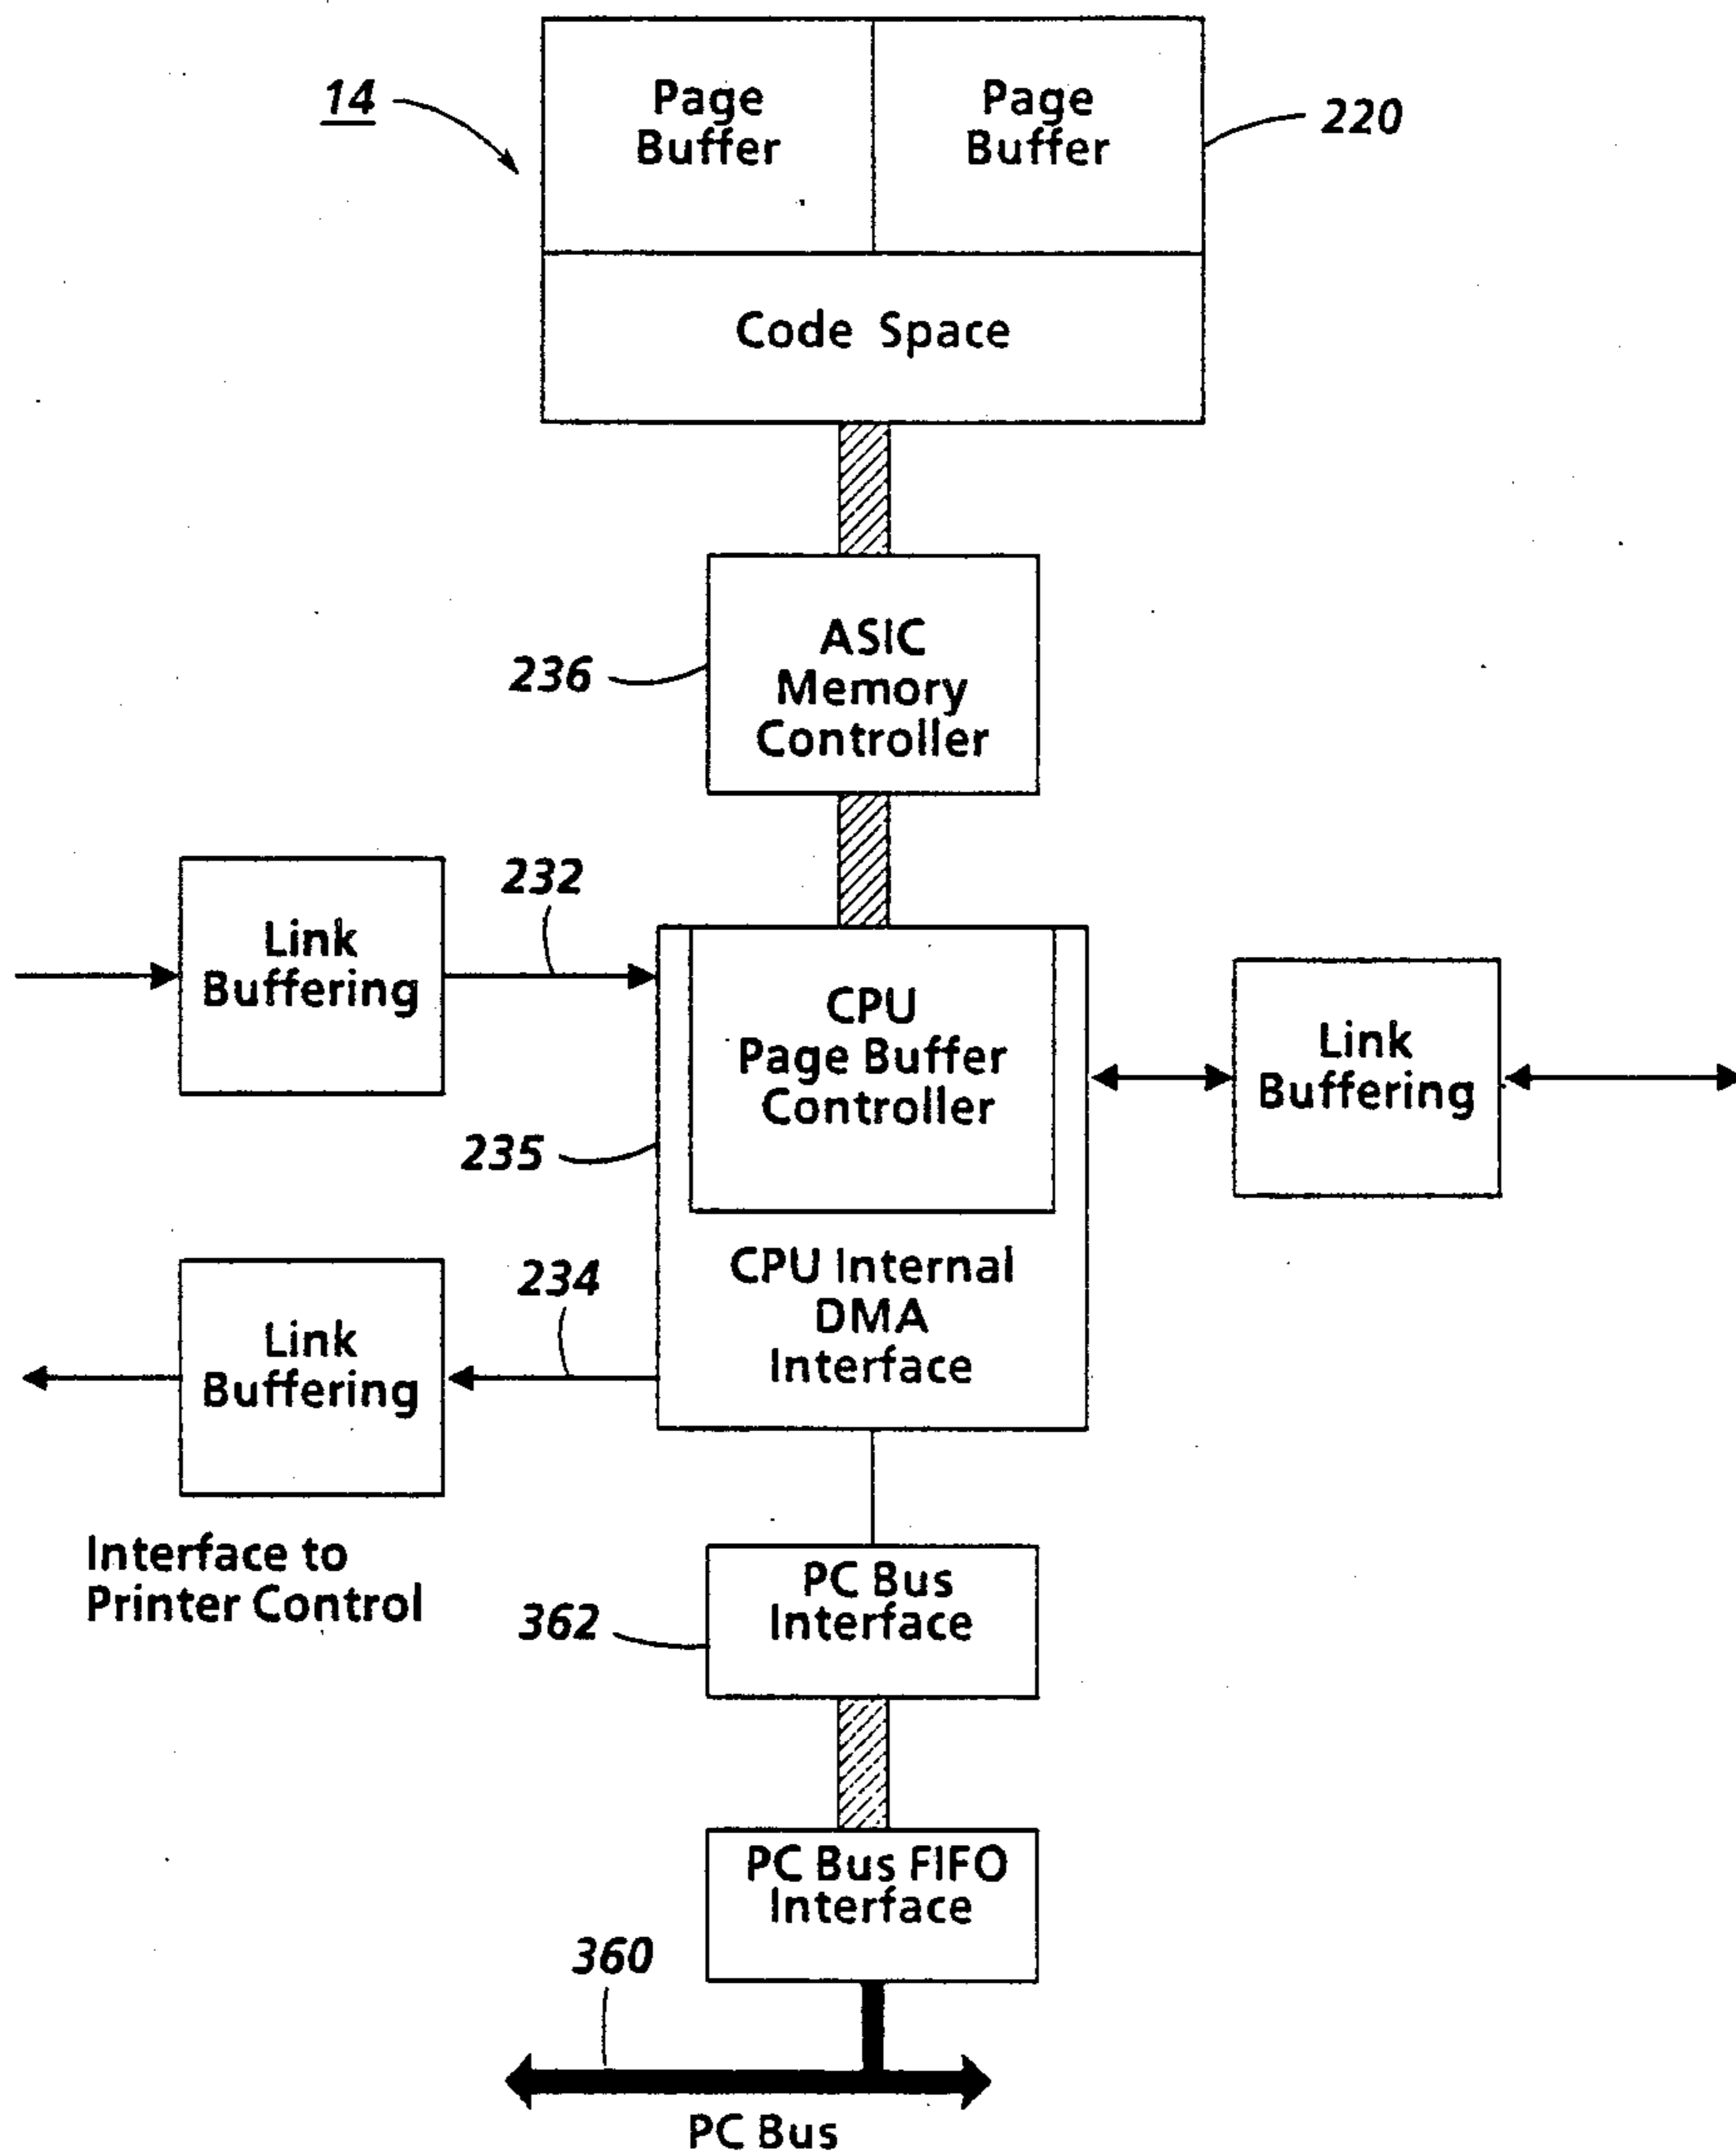 14
Page
Buffer
Page
Buffer
220
Code Space
236
ASIC
Memory
Controller
232
Link
Buffering
CPU
Page Buffer
Controller
Link
Buffering
235
234
CPU Internal
DMA
Interface
Link
Buffering
Interface to
Printer Control
362
PC Bus
Interface
PC Bus FIFO
Interface
360
PC Bus